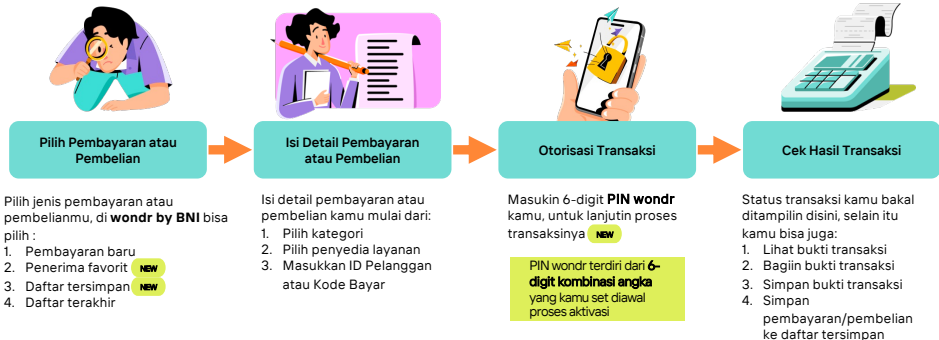 Pilih Pembayaran atau
Pembelian
Pilih jenis pembayaran atau
pembelianmu, di wondr by BNI bisa
pilih :
1. Pembayaran baru
2. Penerima favorit NEW
3. Daftar tersimpan NEW
4. Daftar terakhir
Isi Detail Pembayaran
atau Pembelian
Isi detail pembayaran atau
pembelian kamu mulai dari:
1. Pilih kategori
2. Pilih penyedia layanan
3. Masukkan ID Pelanggan
atau Kode Bayar
Otorisasi Transaksi
Masukin 6-digit PIN wondr
kamu, untuk lanjutin proses
transaksinya NEW
PIN wondr terdiri dari 6-
digit kombinasi angka
yang kamu set diawal
proses aktivasi
Cek Hasil Transaksi
Status transaksi kamu bakal
ditampilin disini, selain itu
kamu bisa juga:
1. Lihat bukti transaksi
2. Bagiin bukti transaksi
3. Simpan bukti transaksi
4. Simpan
pembayaran/pembelian
ke daftar tersimpan